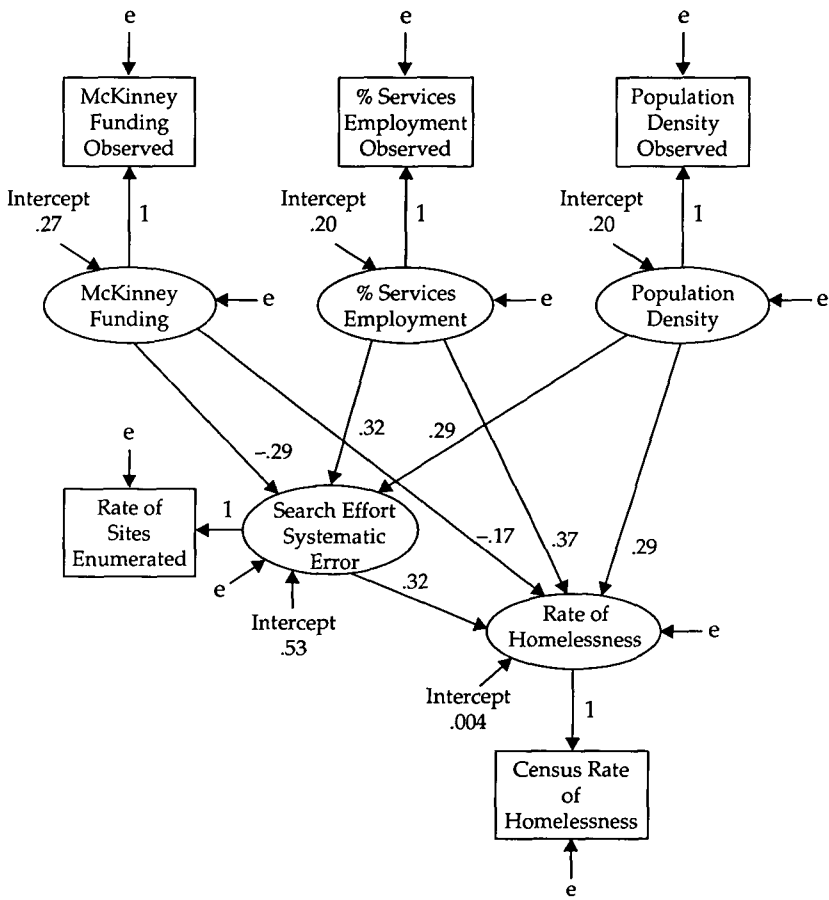 e
e
e
McKinney
Funding
Observed
% Services
Employment
Observed
Population
Density
Observed
Intercept
.27
1
Intercept
.20
1
Intercept
.20
1
McKinney
Funding
e
% Services
Employment
e
Population
Density
e
–.29
.32
.29
e
Rate of
Sites
Enumerated
1
Search Effort
Systematic
Error
e
Intercept
.53
.32
–.17
.37
.29
Rate of
Homelessness
e
Intercept
.004
1
Census Rate
of
Homelessness
e